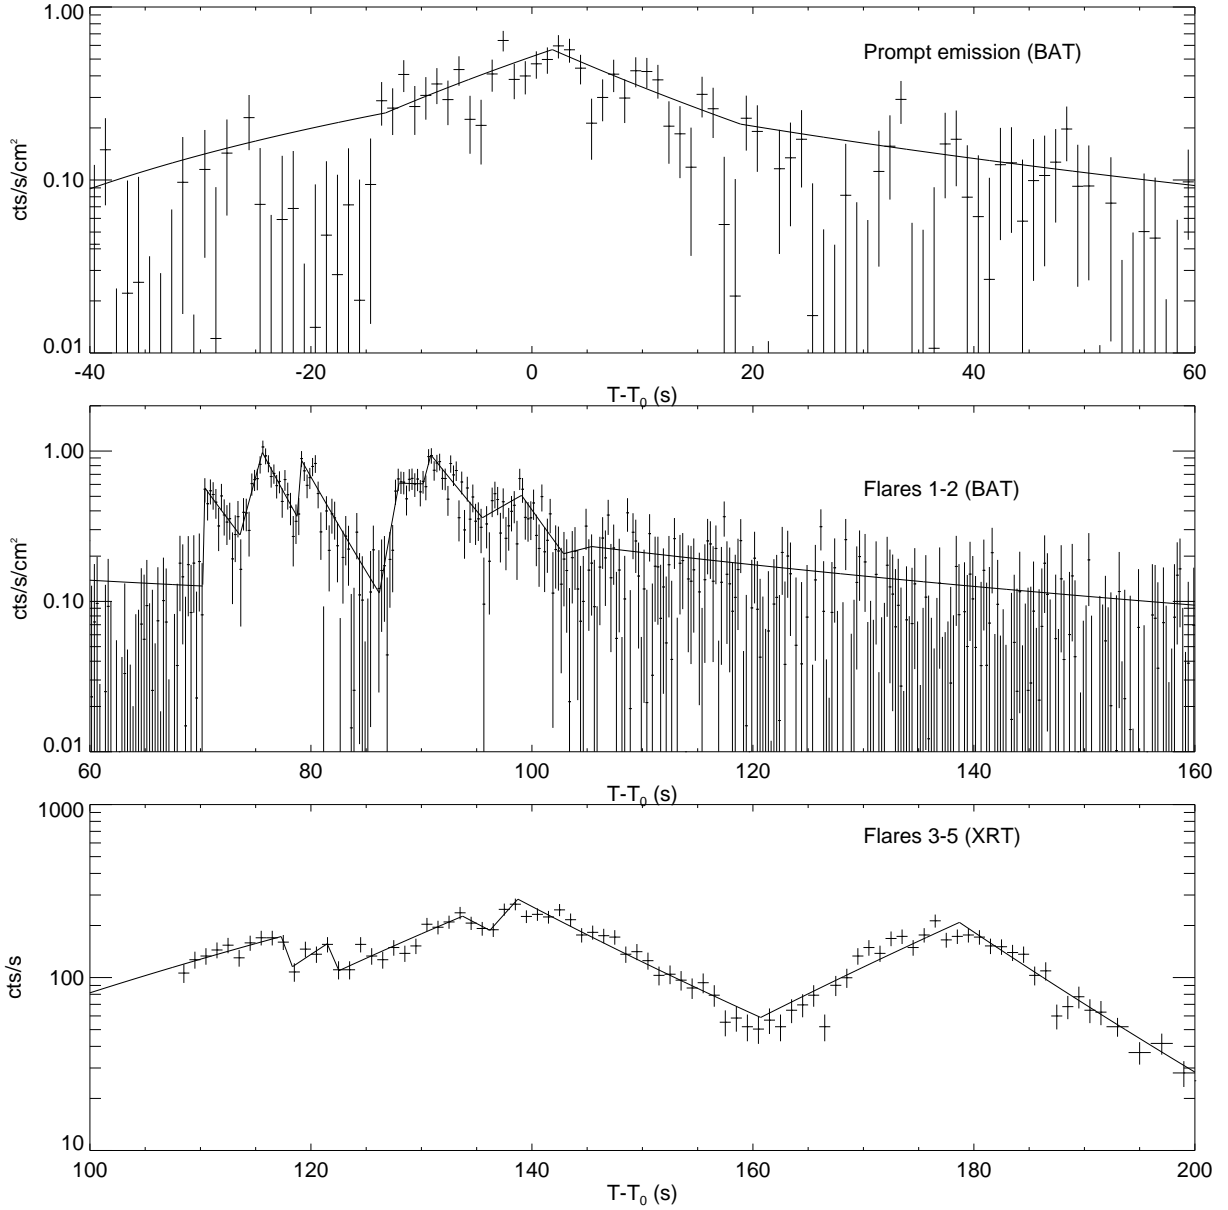 Prompt emission (BAT)
1.00
0.10
0.01
cts/s/cm²
-40 -20 0 20 40 60
T-T₀ (s)
Flares 1-2 (BAT)
1.00
0.10
0.01
cts/s/cm²
60 80 100 120 140 160
T-T₀ (s)
Flares 3-5 (XRT)
1000
100
10
cts/s
100 120 140 160 180 200
T-T₀ (s)